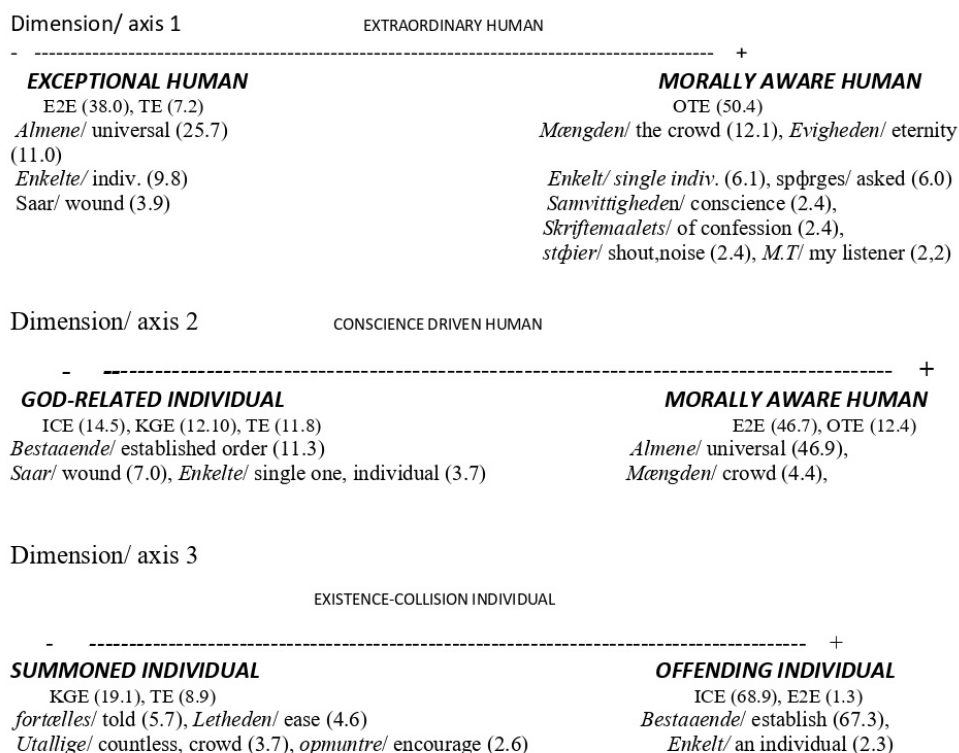 Dimension/ axis 1 EXTRAORDINARY HUMAN
- ------------------------------------------------------------------------------------------------ +
EXCEPTIONAL HUMAN MORALLY AWARE HUMAN
E2E (38.0), TE (7.2) OTE (50.4)
Almene/ universal (25.7) Mængden/ the crowd (12.1), Evigheden/ eternity
(11.0)
Enkelte/ indiv. (9.8) Enkelt/ single indiv. (6.1), spφrges/ asked (6.0)
Saar/ wound (3.9) Samvittigheden/ conscience (2.4),
Skriftemaalets/ of confession (2.4),
stφier/ shout,noise (2.4), M.T/ my listener (2,2)
Dimension/ axis 2 CONSCIENCE DRIVEN HUMAN
- ------------------------------------------------------------------------------------------------ +
GOD-RELATED INDIVIDUAL MORALLY AWARE HUMAN
ICE (14.5), KGE (12.10), TE (11.8) E2E (46.7), OTE (12.4)
Bestaaende/ established order (11.3) Almene/ universal (46.9),
Saar/ wound (7.0), Enkelte/ single one, individual (3.7) Mængden/ crowd (4.4),
Dimension/ axis 3
EXISTENCE-COLLISION INDIVIDUAL
- ------------------------------------------------------------------------------------------------ +
SUMMONED INDIVIDUAL OFFENDING INDIVIDUAL
KGE (19.1), TE (8.9) ICE (68.9), E2E (1.3)
fortælles/ told (5.7), Letheden/ ease (4.6) Bestaaende/ establish (67.3),
Utallige/ countless, crowd (3.7), opmuntre/ encourage (2.6) Enkelt/ an individual (2.3)